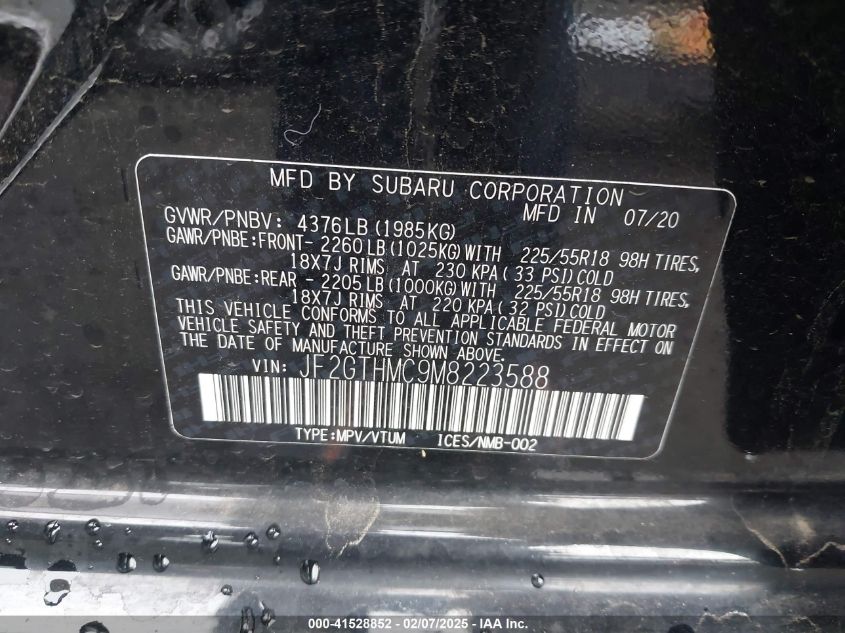 MFD BY SUBARU CORPORATION
MFD IN 07/20
GVWR/PNBV: 4376LB (1985KG)
GAWR/PNBE:FRONT- 2260 LB (1025KG) WITH 225/55R18 98H TIRES,
18X7J RIMS AT 230 KPA ( 33 PSI) COLD
GAWR/PNBE:REAR - 2205 LB (1000KG) WITH 225/55R18 98H TIRES,
18X7J RIMS AT 220 KPA ( 32 PSI) COLD
THIS VEHICLE CONFORMS TO ALL APPLICABLE FEDERAL MOTOR
VEHICLE SAFETY AND THEFT PREVENTION STANDARDS IN EFFECT ON
THE DATE OF MANUFACTURE SHOWN ABOVE.
VIN: JF2GTHMC9M8223588
TYPE:MPV/VTUM ICES/NMB-002
000-41528852 — 02/07/2025 — IAA Inc.